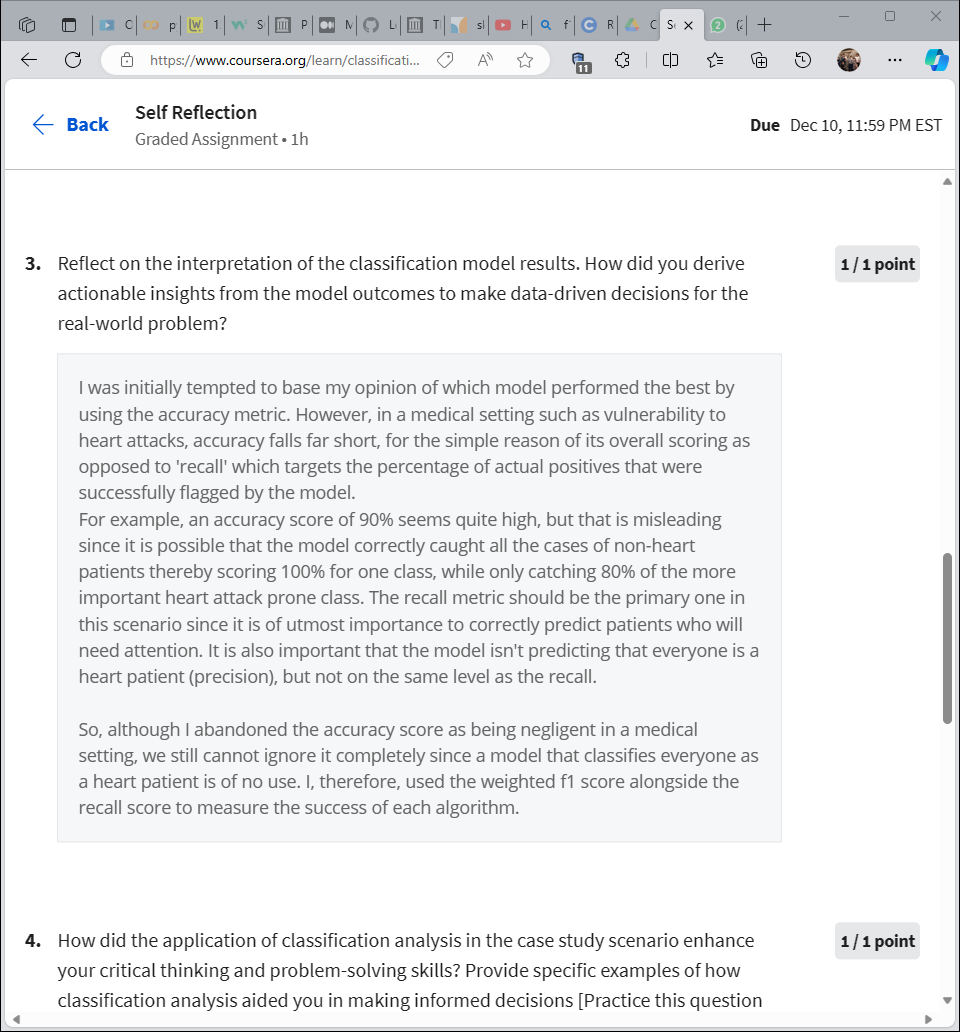 C
p
1
S
P
M
L
T
sl
H
f
R
C
S
(2
https://www.coursera.org/learn/classificati...
11
Back
Self Reflection
Graded Assignment • 1h
Due Dec 10, 11:59 PM EST
3. Reflect on the interpretation of the classification model results. How did you derive
actionable insights from the model outcomes to make data-driven decisions for the
real-world problem?
1 / 1 point
I was initially tempted to base my opinion of which model performed the best by
using the accuracy metric. However, in a medical setting such as vulnerability to
heart attacks, accuracy falls far short, for the simple reason of its overall scoring as
opposed to 'recall' which targets the percentage of actual positives that were
successfully flagged by the model.
For example, an accuracy score of 90% seems quite high, but that is misleading
since it is possible that the model correctly caught all the cases of non-heart
patients thereby scoring 100% for one class, while only catching 80% of the more
important heart attack prone class. The recall metric should be the primary one in
this scenario since it is of utmost importance to correctly predict patients who will
need attention. It is also important that the model isn't predicting that everyone is a
heart patient (precision), but not on the same level as the recall.
So, although I abandoned the accuracy score as being negligent in a medical
setting, we still cannot ignore it completely since a model that classifies everyone as
a heart patient is of no use. I, therefore, used the weighted f1 score alongside the
recall score to measure the success of each algorithm.
4. How did the application of classification analysis in the case study scenario enhance
your critical thinking and problem-solving skills? Provide specific examples of how
classification analysis aided you in making informed decisions [Practice this question
1 / 1 point